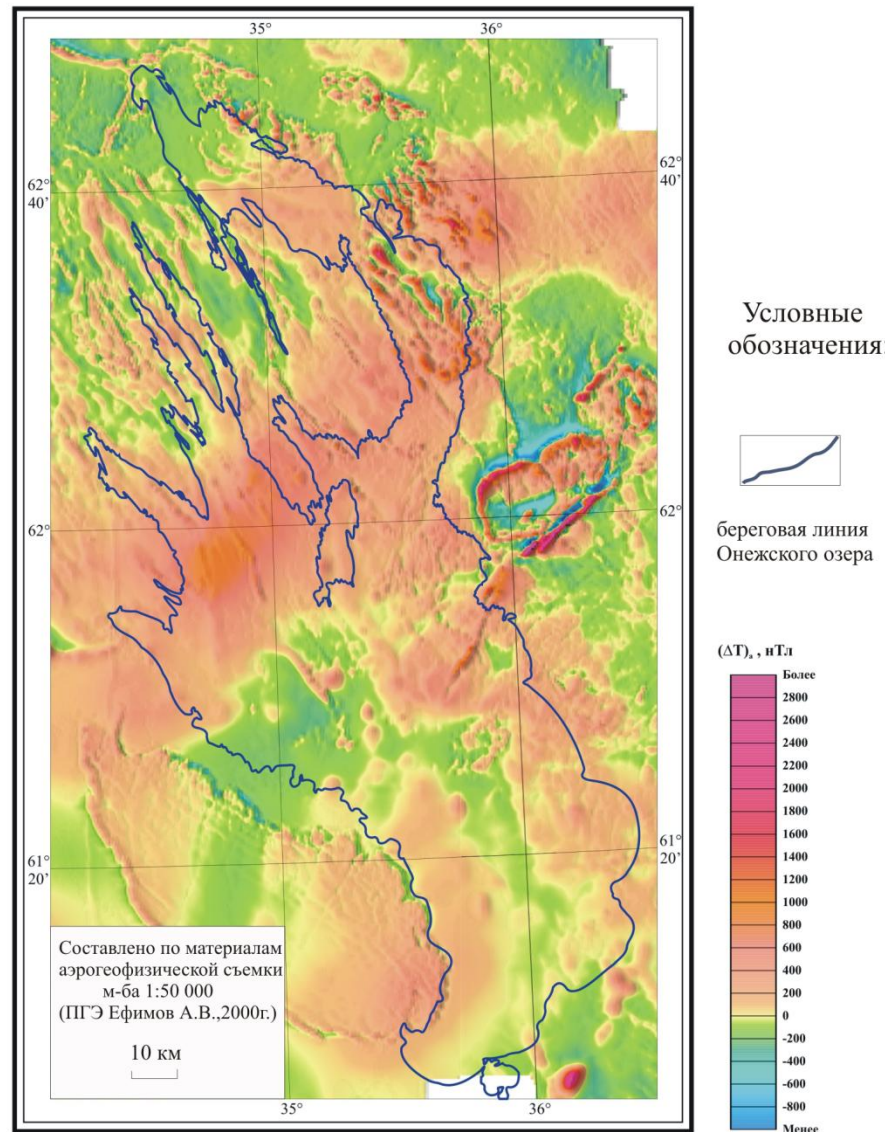 35°
36°
62°
40'
62°
40'
62°
62°
61°
20'
61°
20'
35°
36°
Составлено по материалам
аэрогеофизической съемки
м-ба 1:50 000
(ПГЭ Ефимов А.В.,2000г.)
10 км
Условные
обозначения:
береговая линия
Онежского озера
(ΔT)ₐ , нТл
Более
2800
2600
2400
2200
2000
1800
1600
1400
1200
1000
800
600
400
200
0
-200
-400
-600
-800
Менее